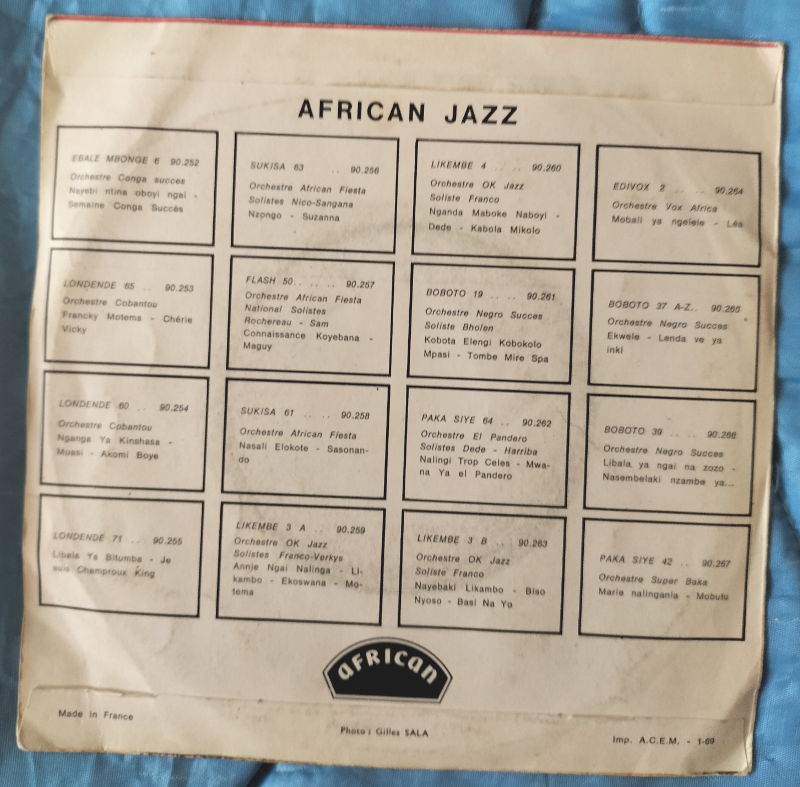 AFRICAN JAZZ
EBALE MBONGE 6 90.252
Orchestre Conga succes
Nayebi ntina oboyi ngai -
Semaine Conga Succès
SUKISA 63 .. 90.256
Orchestre African Fiesta
Solistes Nico-Sangana
Nzongo - Suzanna
LIKEMBE 4 .. .. 90.260
Orchestre OK Jazz
Soliste Franco
Nganda Maboke Naboyi -
Dede - Kabola Mikolo
EDIVOX 2 .. .. 90.264
Orchestre Vox Africa
Mobali ya ngelele - Léa
LONDENDE 65 .. 90.253
Orchestre Cobantou
Francky Motema - Chérie
Vicky
FLASH 50.. .. .. 90.257
Orchestre African Fiesta
National Solistes
Rochereau - Sam
Connaissance Koyebana -
Maguy
BOBOTO 19 .. .. 90.261
Orchestre Negro Succes
Soliste Bholen
Kobota Elengi Kobokolo
Mpasi - Tombe Mire Spa
BOBOTO 37 A-Z.. 90.265
Orchestre Negro Succes
Ekwele - Lenda ve ya
inki
LONDENDE 60 .. 90.254
Orchestre Cobantou
Nganga Ya Kinshasa -
Muasi - Akomi Boye
SUKISA 61 .. .. 90.258
Orchestre African Fiesta
Nasali Elokote - Sasonan-
do
PAKA SIYE 64 .. 90.262
Orchestre El Pandero
Solistes Dede - Harriba
Nalingi Trop Celes - Mwa-
na Ya el Pandero
BOBOTO 39 .. .. 90.266
Orchestre Negro Succes
Libala ya ngai na zozo -
Nasembelaki nzambe ya...
LONDENDE 71 .. 90.255
Libala Ya Bitumba - Je
suis Champroux King
LIKEMBE 3 A .. 90.259
Orchestre OK Jazz
Solistes Franco-Verkys
Annie Ngai Nalinga - Li-
kambo - Ekoswana - Mo-
tema
LIKEMBE 3 B .. 90.263
Orchestre OK Jazz
Soliste Franco
Nayebaki Likambo - Biso
Nyoso - Basi Na Yo
PAKA SIYE 42 .. 90.267
Orchestre Super Baka
Marie nalingania - Mobutu
aFRICan
Made in France
Photo : Gilles SALA
Imp. A.C.E.M. - 1-69